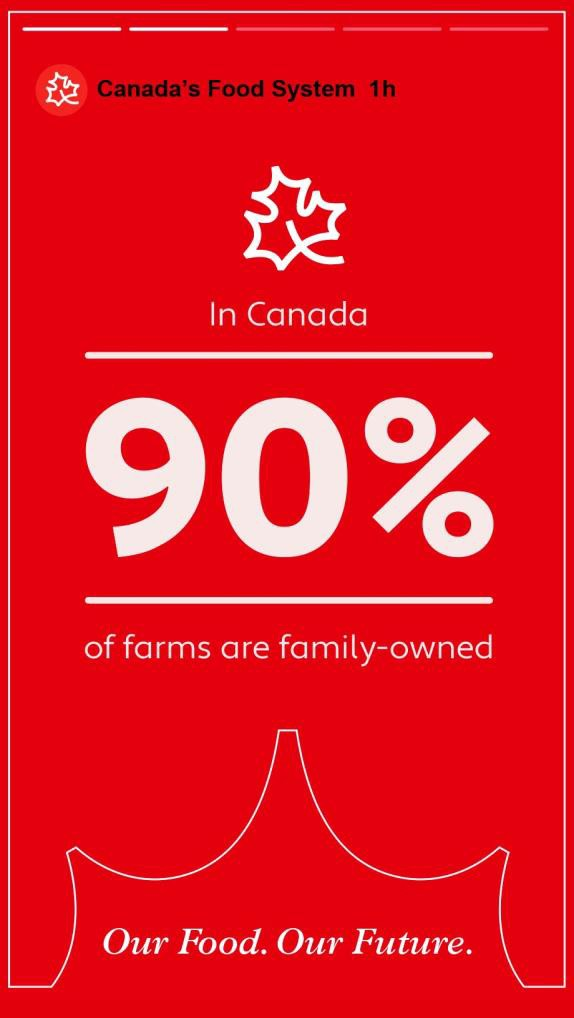 Canada’s Food System 1h
In Canada
90%
of farms are family-owned
Our Food. Our Future.